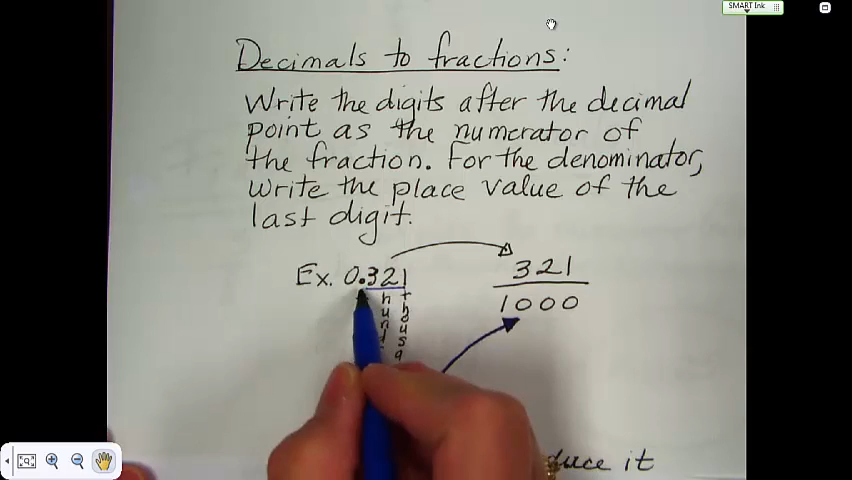 SMART Ink
Decimals to fractions:
Write the digits after the decimal
point as the numerator of
the fraction. For the denominator,
write the place value of the
last digit.
Ex. 0.321
321
1000
it